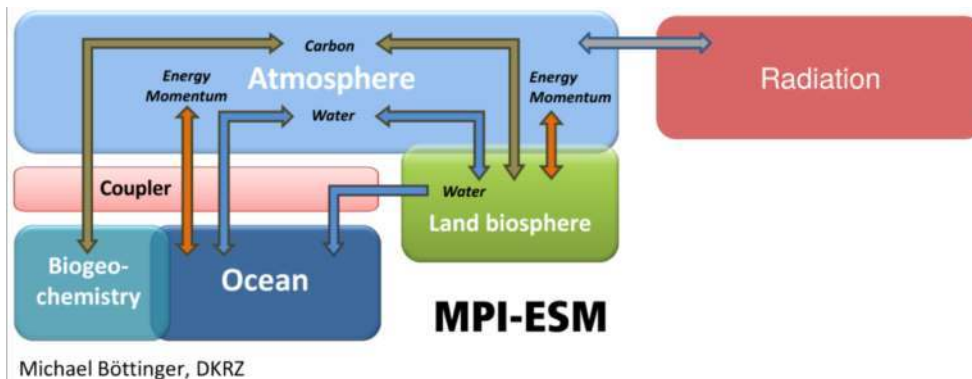 Carbon
Atmosphere
Energy
Momentum
Water
Energy
Momentum
Radiation
Coupler
Water
Land biosphere
Biogeo-
chemistry
Ocean
MPI-ESM
Michael Böttinger, DKRZ